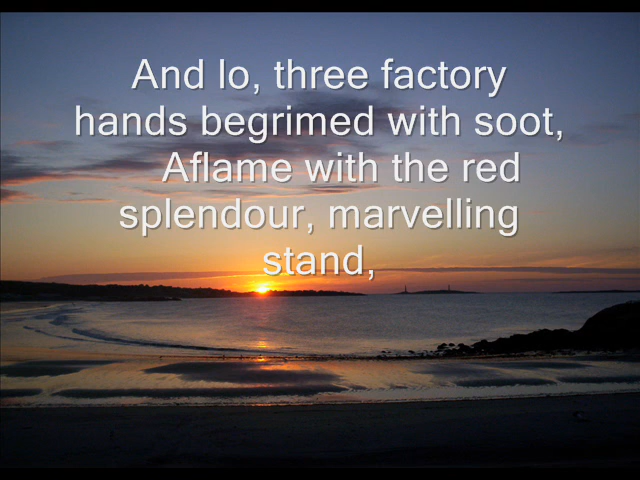 And lo, three factory
hands begrimed with soot,
Aflame with the red
splendour, marvelling
stand,